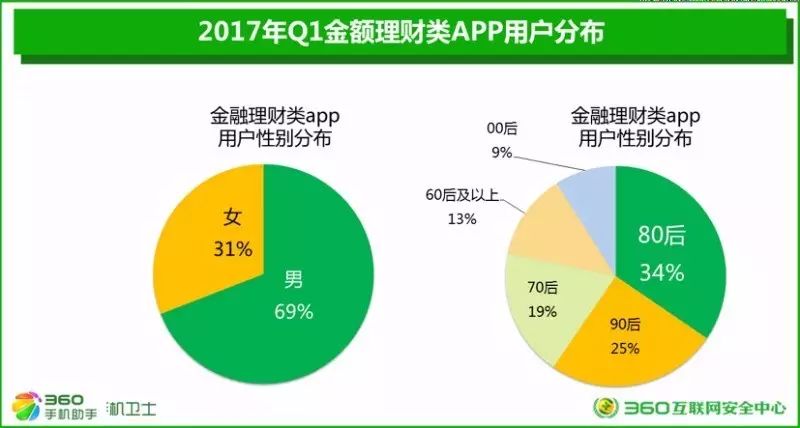 2017年Q1金额理财类APP用户分布
金融理财类app
用户性别分布
女
31%
男
69%
金融理财类app
用户性别分布
00后
9%
60后及以上
13%
80后
34%
70后
19%
90后
25%
360
手机助手
机卫士
360互联网安全中心